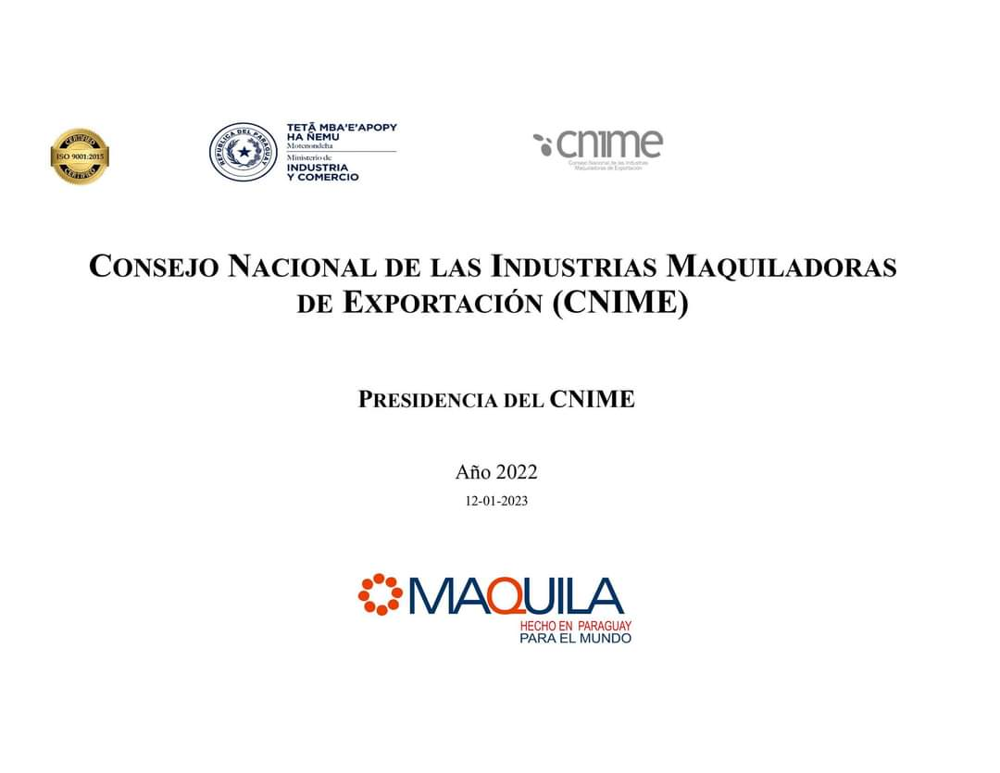 CERTIFIED
ISO 9001:2015
CERTIFIED
REPÚBLICA DEL PARAGUAY
TETÃ MBA'E'APOPY
HA ÑEMU
Motenondeha
Ministerio de
INDUSTRIA
Y COMERCIO
cnime
Consejo Nacional de las Industrias
Maquiladoras de Exportación
CONSEJO NACIONAL DE LAS INDUSTRIAS MAQUILADORAS
DE EXPORTACIÓN (CNIME)
PRESIDENCIA DEL CNIME
Año 2022
12-01-2023
MAQUILA
HECHO EN PARAGUAY
PARA EL MUNDO